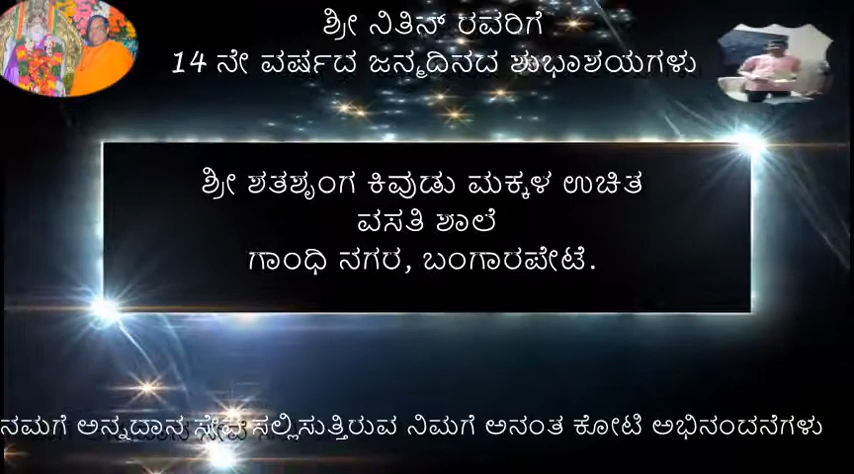 ಶ್ರೀ ನಿತಿನ್ ರವರಿಗೆ
14 ನೇ ವರ್ಷದ ಜನ್ಮದಿನದ ಶುಭಾಶಯಗಳು
ಶ್ರೀ ಶತಶೃಂಗ ಕಿವುಡು ಮಕ್ಕಳ ಉಚಿತ
ವಸತಿ ಶಾಲೆ
ಗಾಂಧಿ ನಗರ, ಬಂಗಾರಪೇಟೆ.
ನಮಗೆ ಅನ್ನದಾನ ಸೇವೆ ಸಲ್ಲಿಸುತ್ತಿರುವ ನಿಮಗೆ ಅನಂತ ಕೋಟಿ ಅಭಿನಂದನೆಗಳು